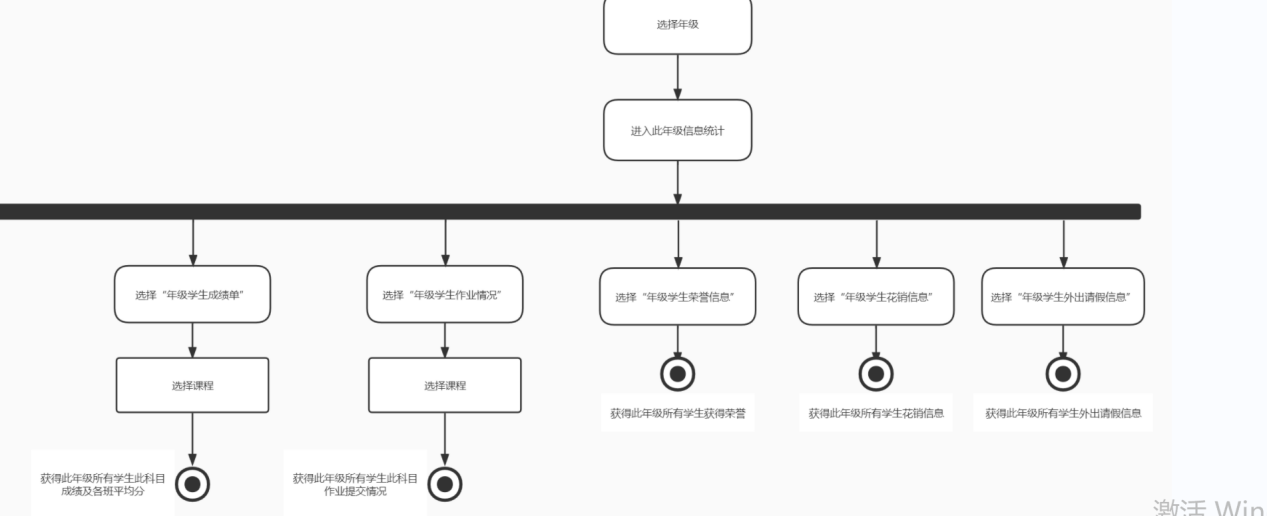 选择年级
进入此年级信息统计
选择“年级学生成绩单”
选择“年级学生作业情况”
选择“年级学生荣誉信息”
选择“年级学生花销信息”
选择“年级学生外出请假信息”
选择课程
选择课程
获得此年级所有学生获得荣誉
获得此年级所有学生花销信息
获得此年级所有学生外出请假信息
获得此年级所有学生此科目
成绩及各班平均分
获得此年级所有学生此科目
作业提交情况
激活 Win